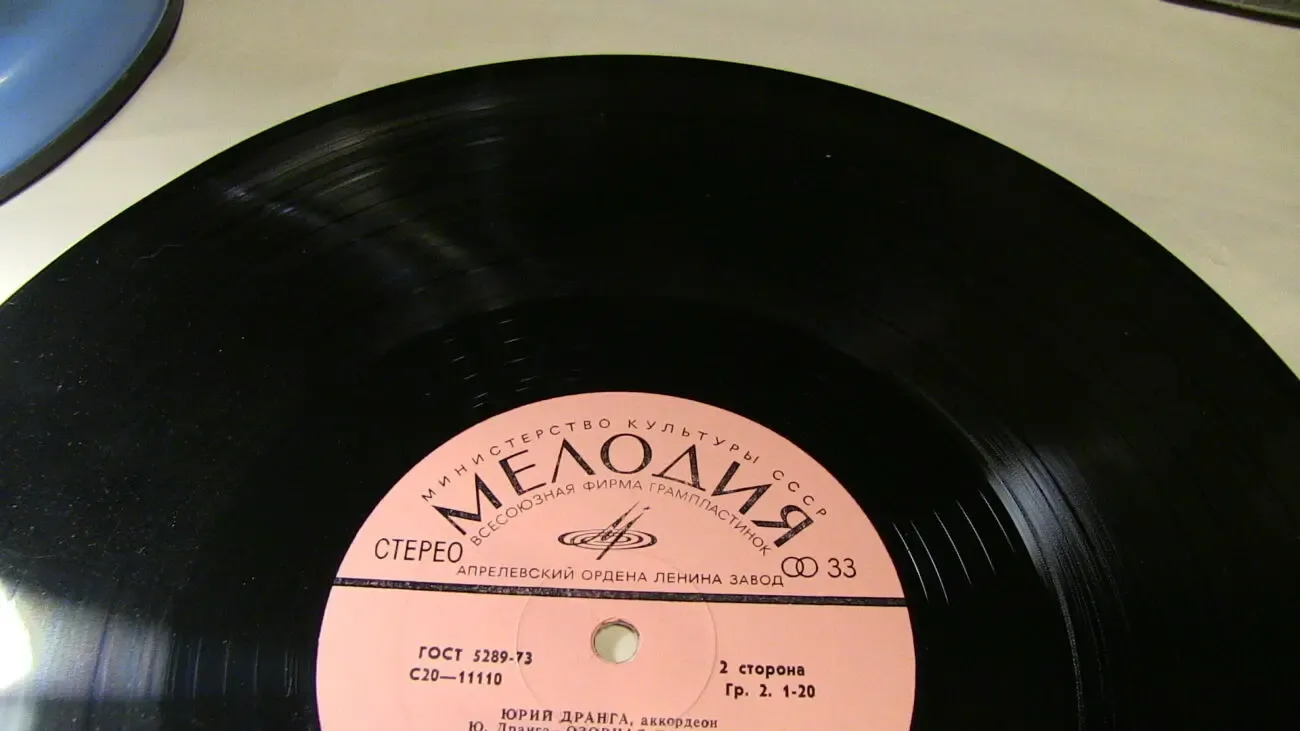 МИНИСТЕРСТВО КУЛЬТУРЫ СССР
МЕЛОДИЯ
ВСЕСОЮЗНАЯ ФИРМА ГРАМПЛАСТИНОК
СТЕРЕО
33
АПРЕЛЕВСКИЙ ОРДЕНА ЛЕНИНА ЗАВОД
ГОСТ 5289-73
2 сторона
С20—11110
Гр. 2. 1-20
ЮРИЙ ДРАНГА, аккордеон
Ю. Дранга